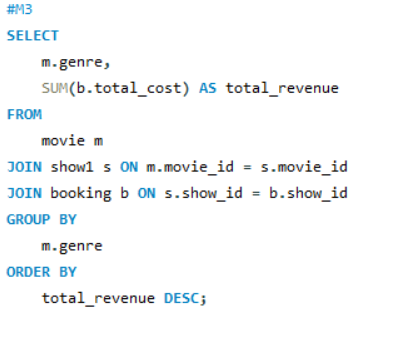 #M3
SELECT
m.genre,
SUM(b.total_cost) AS total_revenue
FROM
movie m
JOIN show1 s ON m.movie_id = s.movie_id
JOIN booking b ON s.show_id = b.show_id
GROUP BY
m.genre
ORDER BY
total_revenue DESC;